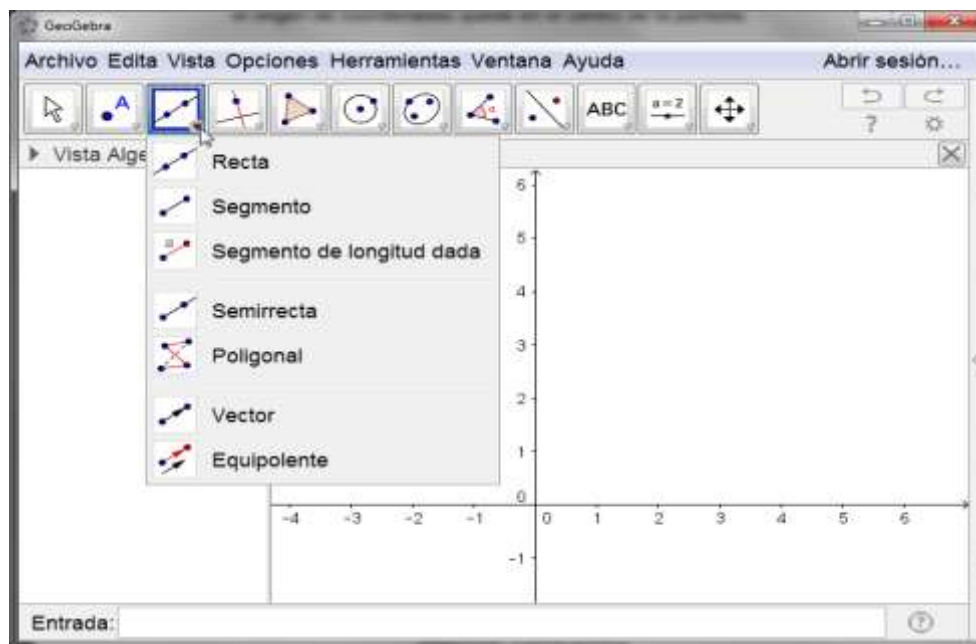 GeoGebra
Archivo Edita Vista Opciones Herramientas Ventana Ayuda Abrir sesión...
A α ABC a=2 ?
Vista Alge
Recta
Segmento
Segmento de longitud dada
Semirrecta
Poligonal
Vector
Equipolente
6
5
4
3
2
1
0
-4 -3 -2 -1 0 1 2 3 4 5 6
-1
Entrada: ?